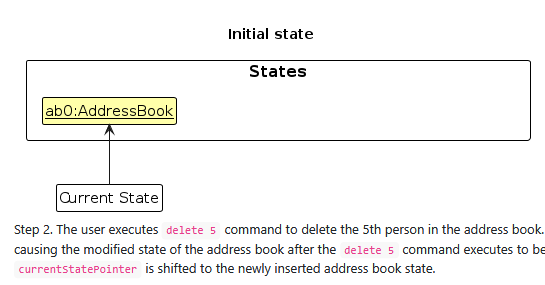 Initial state
States
ab0:AddressBook
Current State
Step 2. The user executes delete 5 command to delete the 5th person in the address book.
causing the modified state of the address book after the delete 5 command executes to be
currentStatePointer is shifted to the newly inserted address book state.